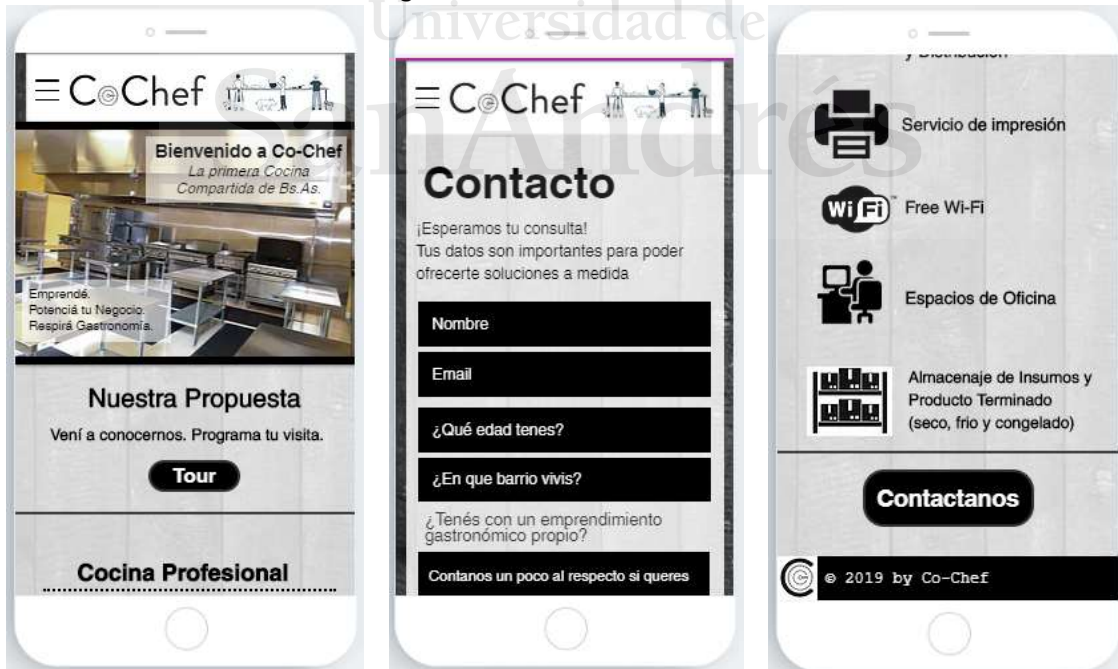 Universidad de
SanAndrés
CoChef
Bienvenido a Co-Chef
La primera Cocina
Compartida de Bs.As.
Emprendé.
Potenciá tu Negocio.
Respirá Gastronomía.
Nuestra Propuesta
Vení a conocernos. Programa tu visita.
Tour
Cocina Profesional
CoChef
Contacto
¡Esperamos tu consulta!
Tus datos son importantes para poder
ofrecerte soluciones a medida
Nombre
Email
¿Qué edad tenes?
¿En que barrio vivis?
¿Tenés con un emprendimiento
gastronómico propio?
Contanos un poco al respecto si queres
y Distribución
Servicio de impresión
WiFi
Free Wi-Fi
Espacios de Oficina
Almacenaje de Insumos y
Producto Terminado
(seco, frio y congelado)
Contactanos
© 2019 by Co-Chef